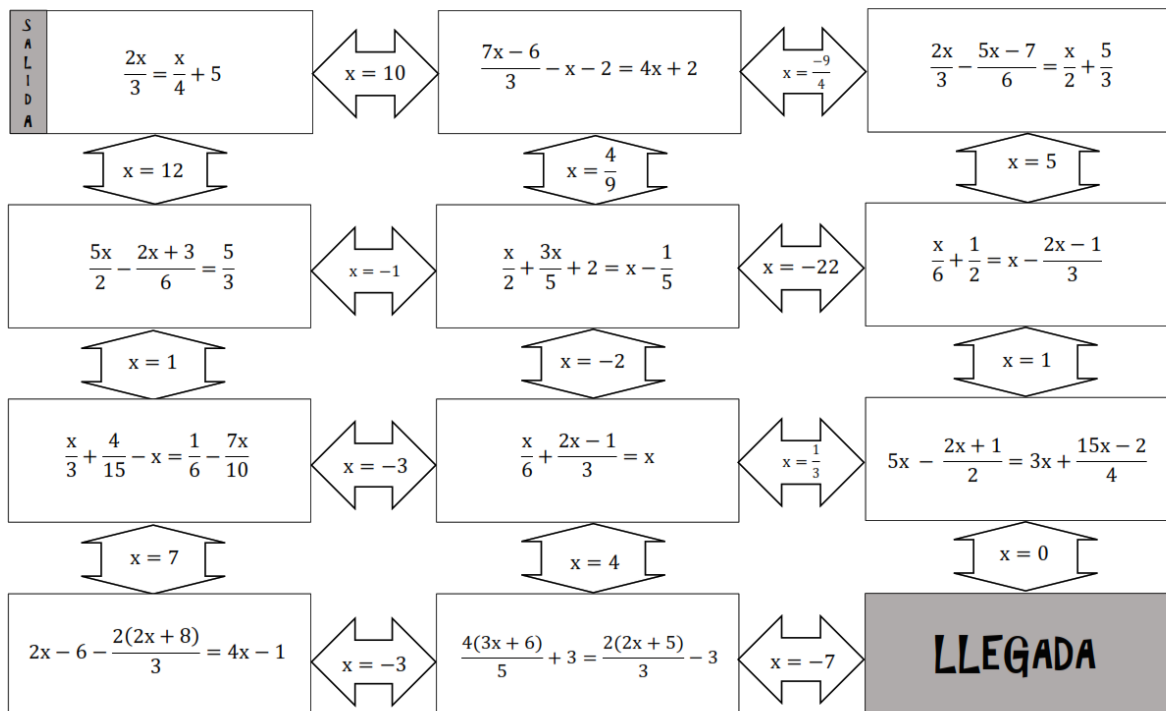 SALIDA
2x/3 = x/4 + 5
x = 10
(7x − 6)/3 − x − 2 = 4x + 2
x = −9/4
2x/3 − (5x − 7)/6 = x/2 + 5/3
x = 12
x = 4/9
x = 5
5x/2 − (2x + 3)/6 = 5/3
x = −1
x/2 + 3x/5 + 2 = x − 1/5
x = −22
x/6 + 1/2 = x − (2x − 1)/3
x = 1
x = −2
x = 1
x/3 + 4/15 − x = 1/6 − 7x/10
x = −3
x/6 + (2x − 1)/3 = x
x = 1/3
5x − (2x + 1)/2 = 3x + (15x − 2)/4
x = 7
x = 4
x = 0
2x − 6 − 2(2x + 8)/3 = 4x − 1
x = −3
4(3x + 6)/5 + 3 = 2(2x + 5)/3 − 3
x = −7
LLEGADA